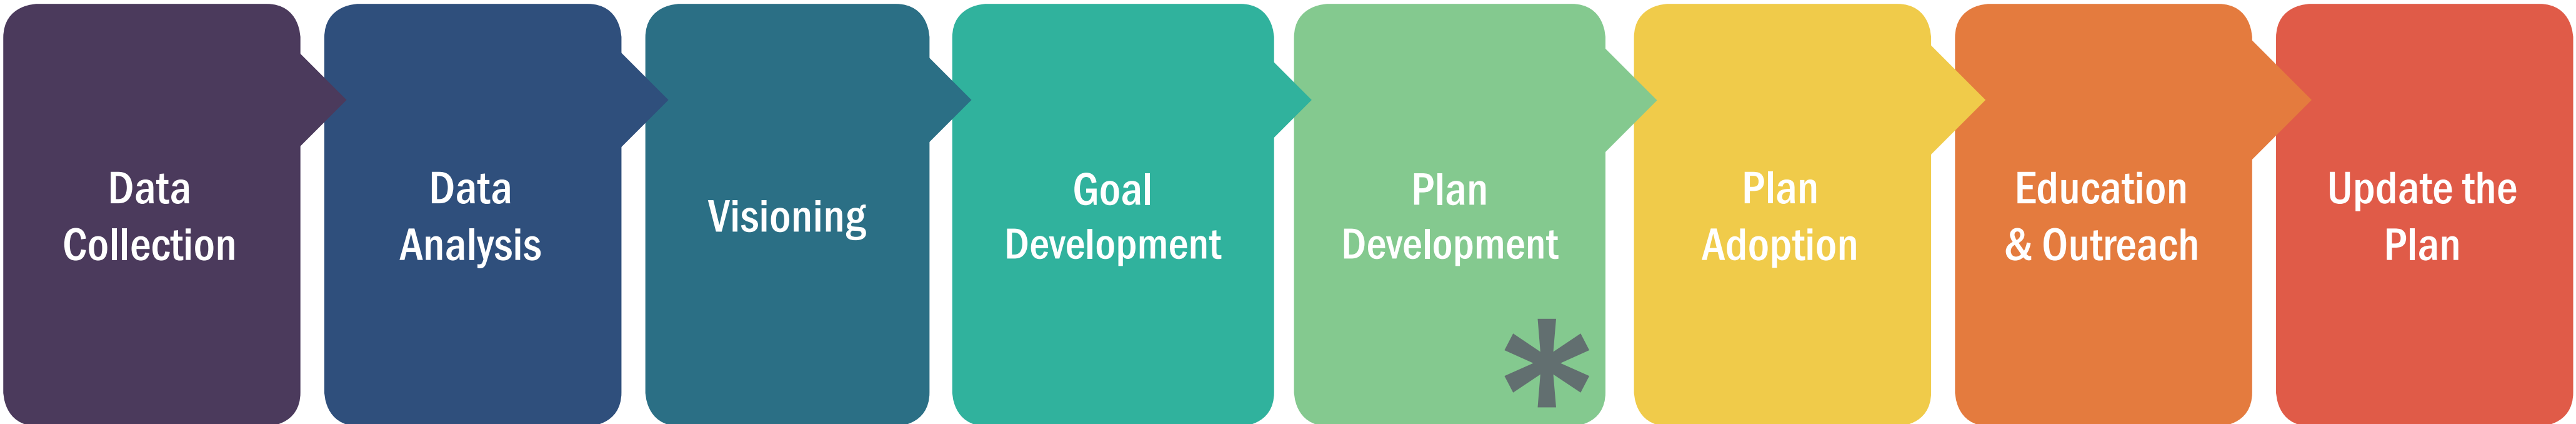 Data
Collection
Data
Analysis
Visioning
Goal
Development
Plan
Development
*
Plan
Adoption
Education
& Outreach
Update the
Plan